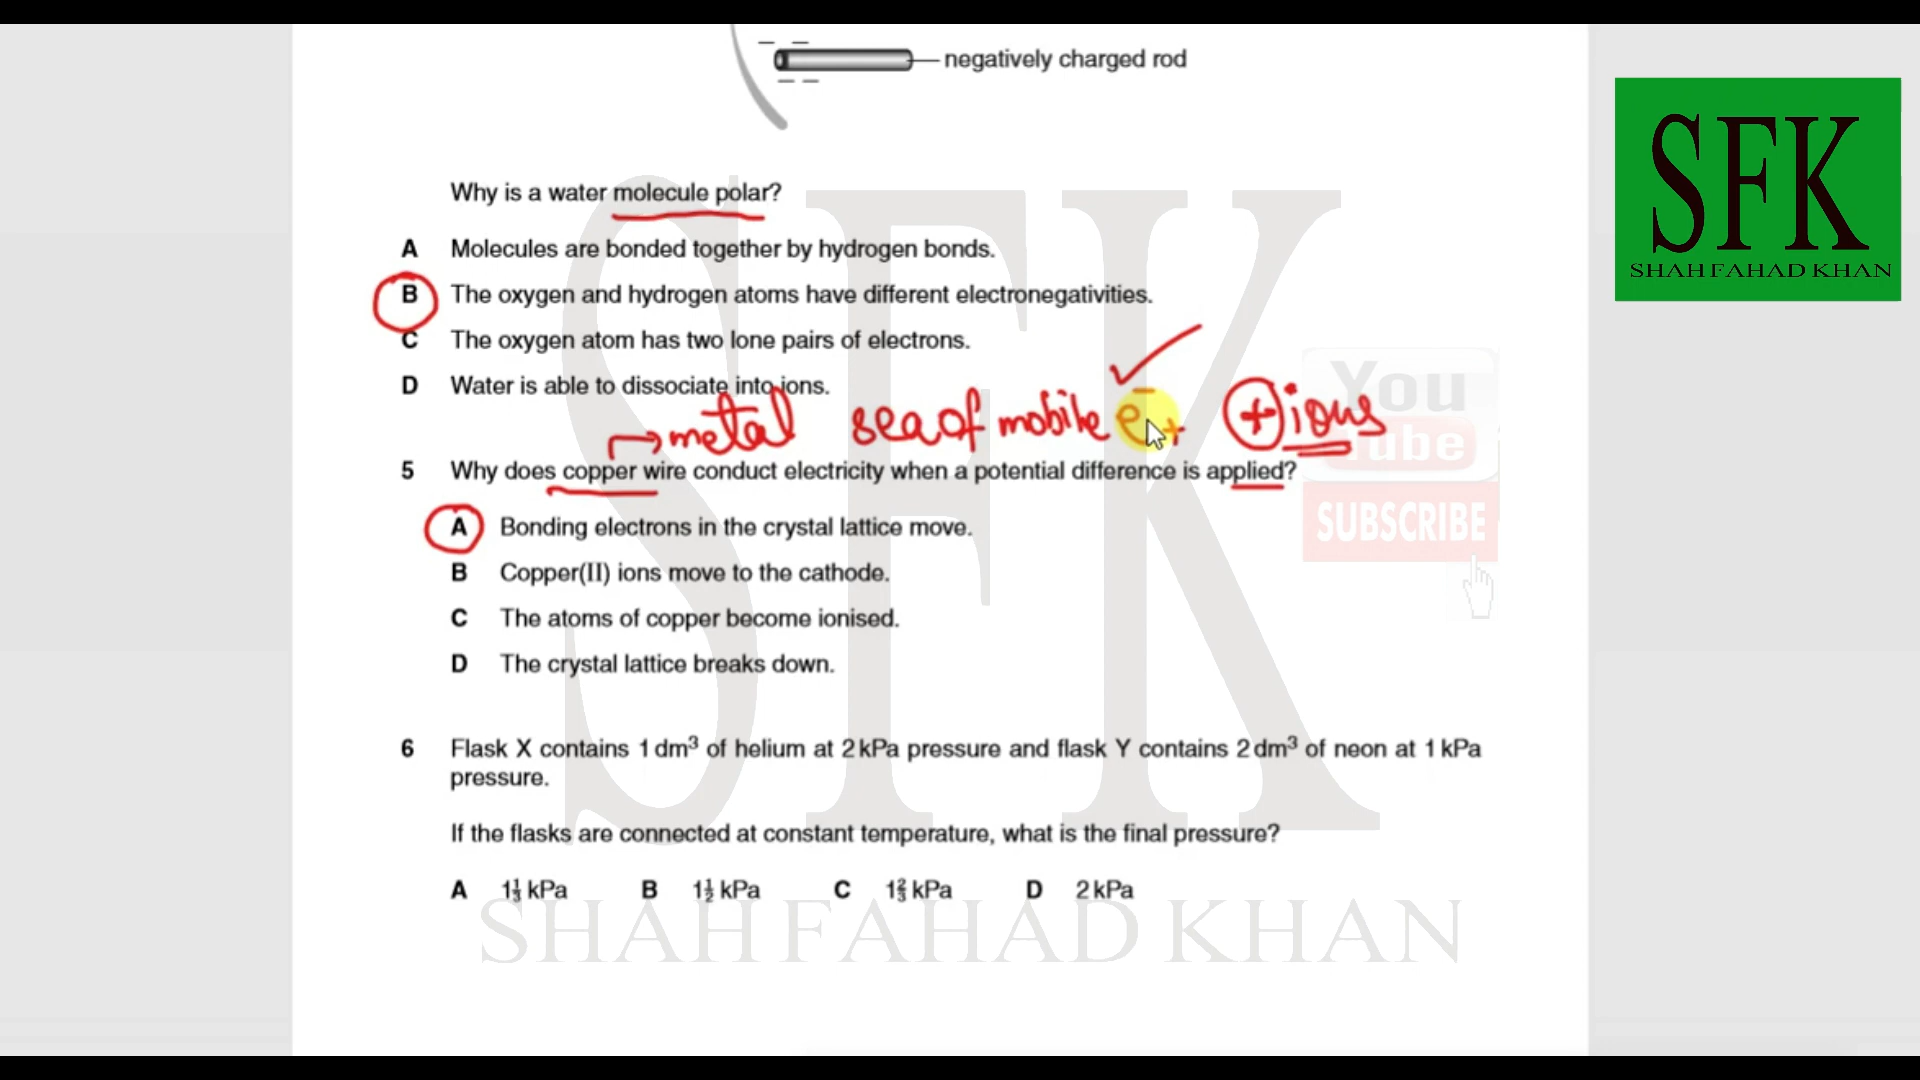 negatively charged rod
SFK
SHAH FAHAD KHAN
Why is a water molecule polar?
A Molecules are bonded together by hydrogen bonds.
B The oxygen and hydrogen atoms have different electronegativities.
C The oxygen atom has two lone pairs of electrons.
D Water is able to dissociate into ions.
→metal sea of mobile e⁻ + ⊕ions
You
Tube
5 Why does copper wire conduct electricity when a potential difference is applied?
SUBSCRIBE
A Bonding electrons in the crystal lattice move.
B Copper(II) ions move to the cathode.
C The atoms of copper become ionised.
D The crystal lattice breaks down.
SFK
6 Flask X contains 1 dm³ of helium at 2 kPa pressure and flask Y contains 2 dm³ of neon at 1 kPa
pressure.
If the flasks are connected at constant temperature, what is the final pressure?
A 1⅓ kPa B 1½ kPa C 1⅔ kPa D 2 kPa
SHAH FAHAD KHAN